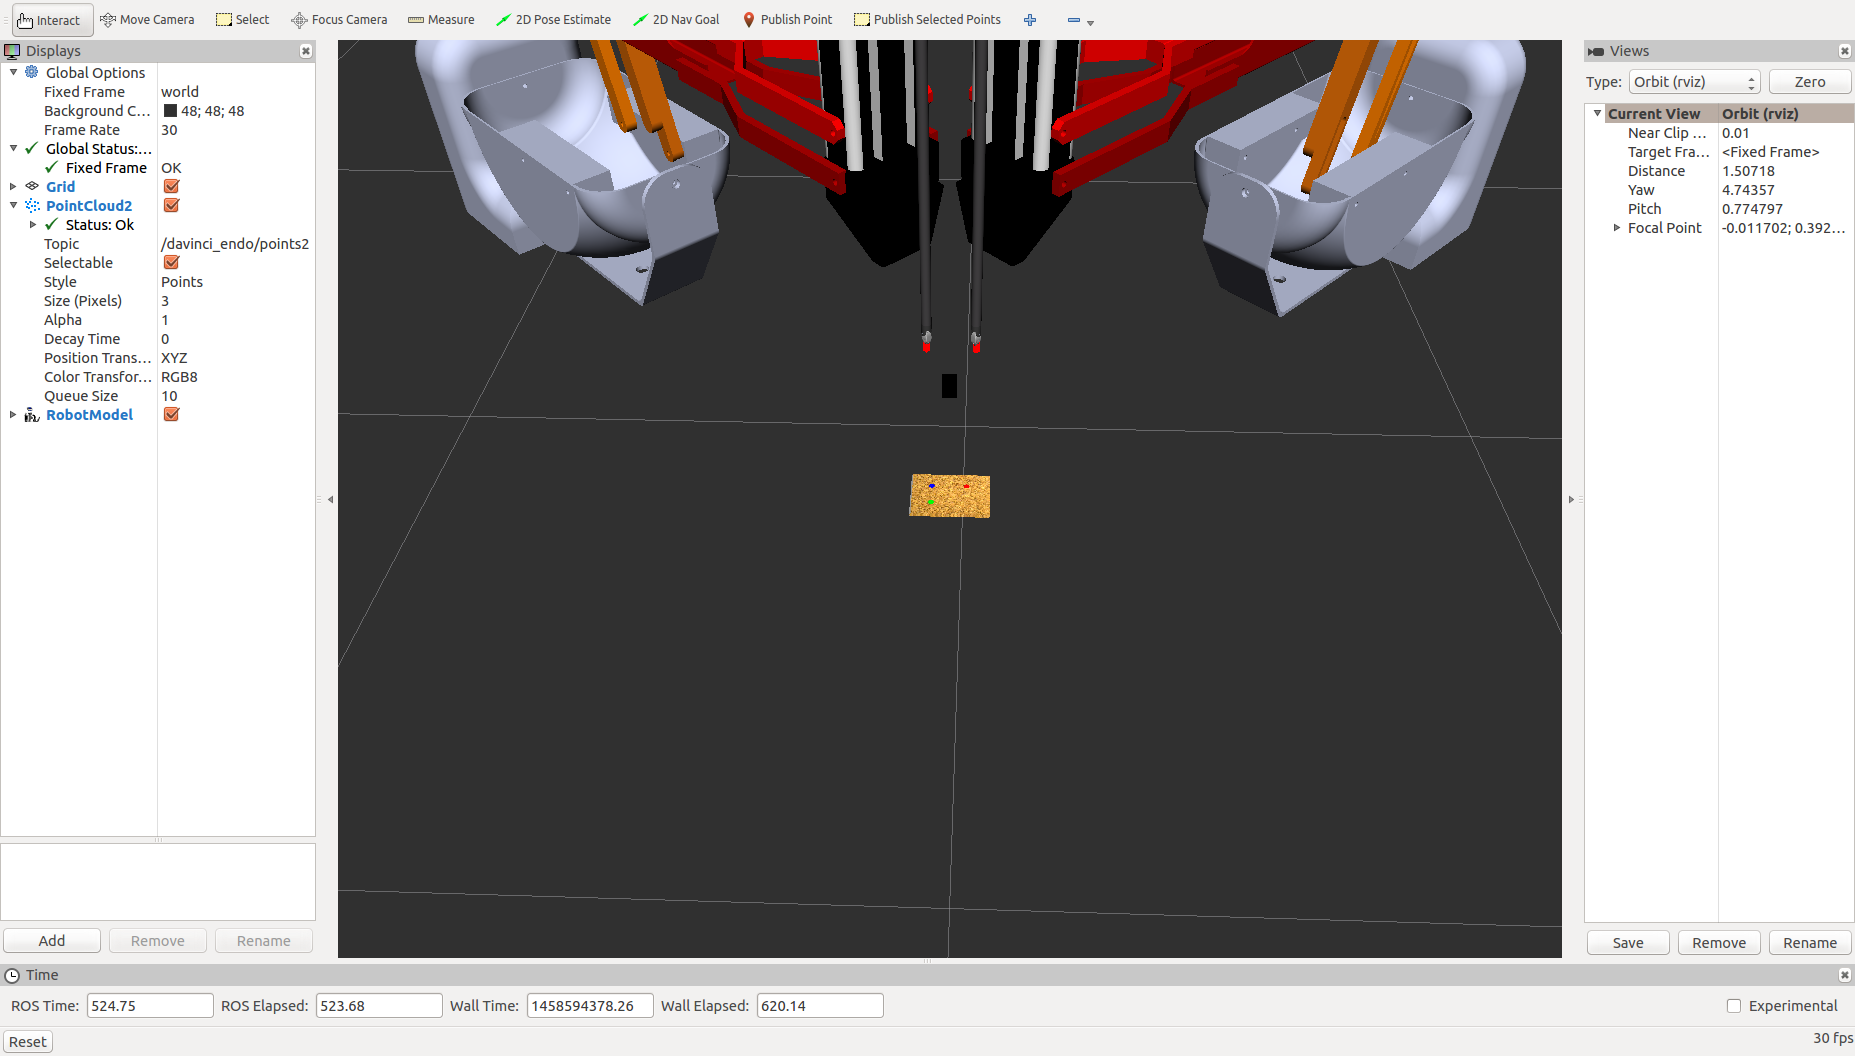 Interact Move Camera Select Focus Camera Measure 2D Pose Estimate 2D Nav Goal Publish Point Publish Selected Points
Displays
Global Options
Fixed Frame world
Background C... 48; 48; 48
Frame Rate 30
Global Status:...
Fixed Frame OK
Grid
PointCloud2
Status: Ok
Topic /davinci_endo/points2
Selectable
Style Points
Size (Pixels) 3
Alpha 1
Decay Time 0
Position Trans... XYZ
Color Transfor... RGB8
Queue Size 10
RobotModel
Add Remove Rename
Views
Type: Orbit (rviz) Zero
Current View Orbit (rviz)
Near Clip ... 0.01
Target Fra... <Fixed Frame>
Distance 1.50718
Yaw 4.74357
Pitch 0.774797
Focal Point -0.011702; 0.392...
Save Remove Rename
Time
ROS Time: 524.75 ROS Elapsed: 523.68 Wall Time: 1458594378.26 Wall Elapsed: 620.14 Experimental
Reset 30 fps